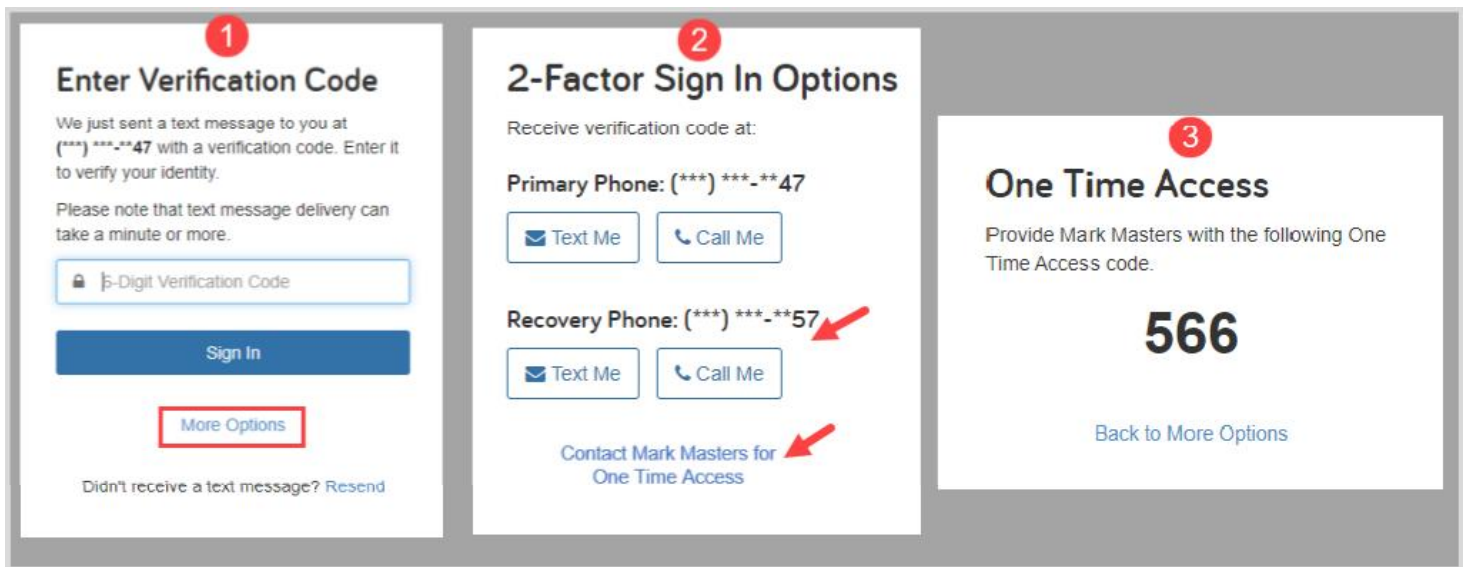 1
Enter Verification Code
We just sent a text message to you at
(***) ***-**47 with a verification code. Enter it
to verify your identity.
Please note that text message delivery can
take a minute or more.
6-Digit Verification Code
Sign In
More Options
Didn't receive a text message? Resend
2
2-Factor Sign In Options
Receive verification code at:
Primary Phone: (***) ***-**47
Text Me
Call Me
Recovery Phone: (***) ***-**57
Text Me
Call Me
Contact Mark Masters for
One Time Access
3
One Time Access
Provide Mark Masters with the following One
Time Access code.
566
Back to More Options